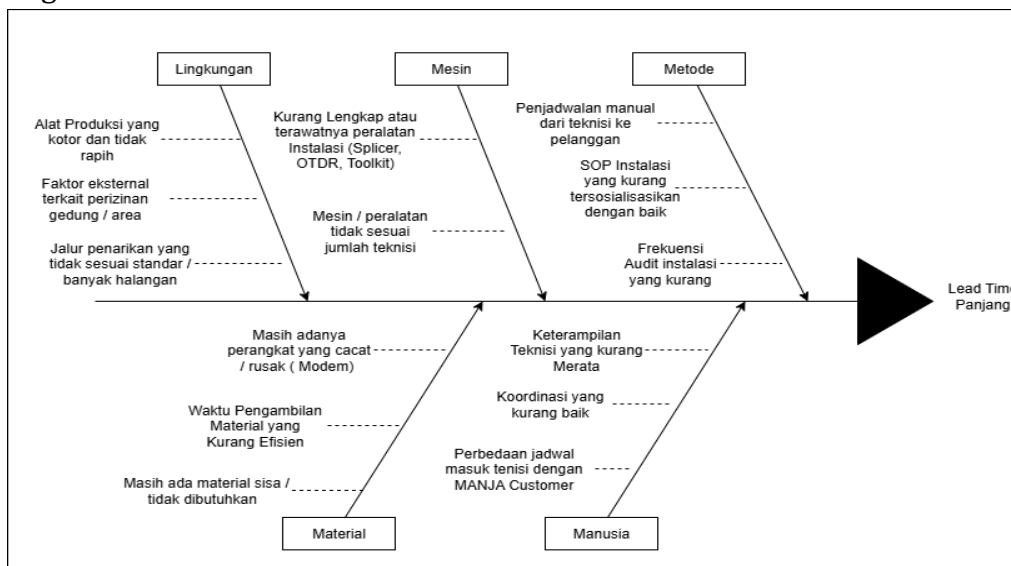 Lingkungan
Mesin
Metode
Alat Produksi yang
kotor dan tidak
rapih
Faktor eksternal
terkait perizinan
gedung / area
Jalur penarikan yang
tidak sesuai standar /
banyak halangan
Kurang Lengkap atau
terawatnya peralatan
Instalasi (Splicer,
OTDR, Toolkit)
Mesin / peralatan
tidak sesuai
jumlah teknisi
Penjadwalan manual
dari teknisi ke
pelanggan
SOP Instalasi
yang kurang
tersosialisasikan
dengan baik
Frekuensi
Audit instalasi
yang kurang
Lead Time
Panjang
Masih adanya
perangkat yang cacat
/ rusak ( Modem)
Waktu Pengambilan
Material yang
Kurang Efisien
Masih ada material sisa /
tidak dibutuhkan
Keterampilan
Teknisi yang kurang
Merata
Koordinasi yang
kurang baik
Perbedaan jadwal
masuk tenisi dengan
MANJA Customer
Material
Manusia